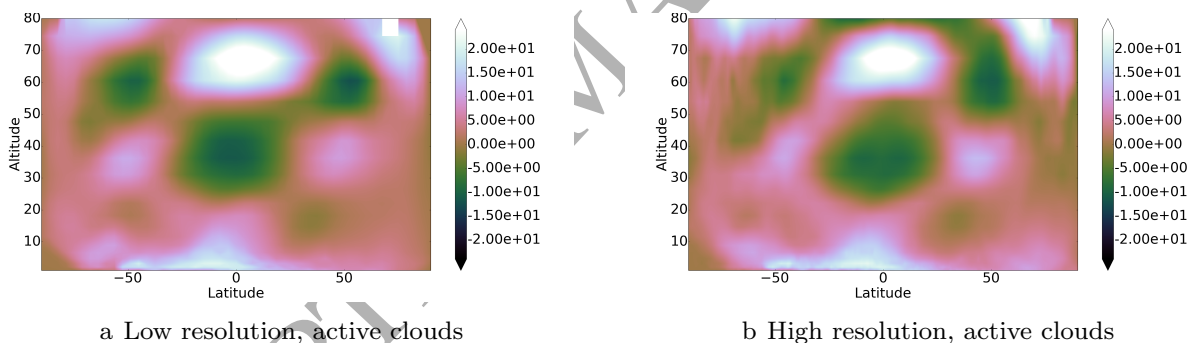 80
70
60
50
40
30
20
10
Altitude
−50
0
50
Latitude
2.00e+01
1.50e+01
1.00e+01
5.00e+00
0.00e+00
-5.00e+00
-1.00e+01
-1.50e+01
-2.00e+01
a Low resolution, active clouds
80
70
60
50
40
30
20
10
Altitude
−50
0
50
Latitude
2.00e+01
1.50e+01
1.00e+01
5.00e+00
0.00e+00
-5.00e+00
-1.00e+01
-1.50e+01
-2.00e+01
b High resolution, active clouds